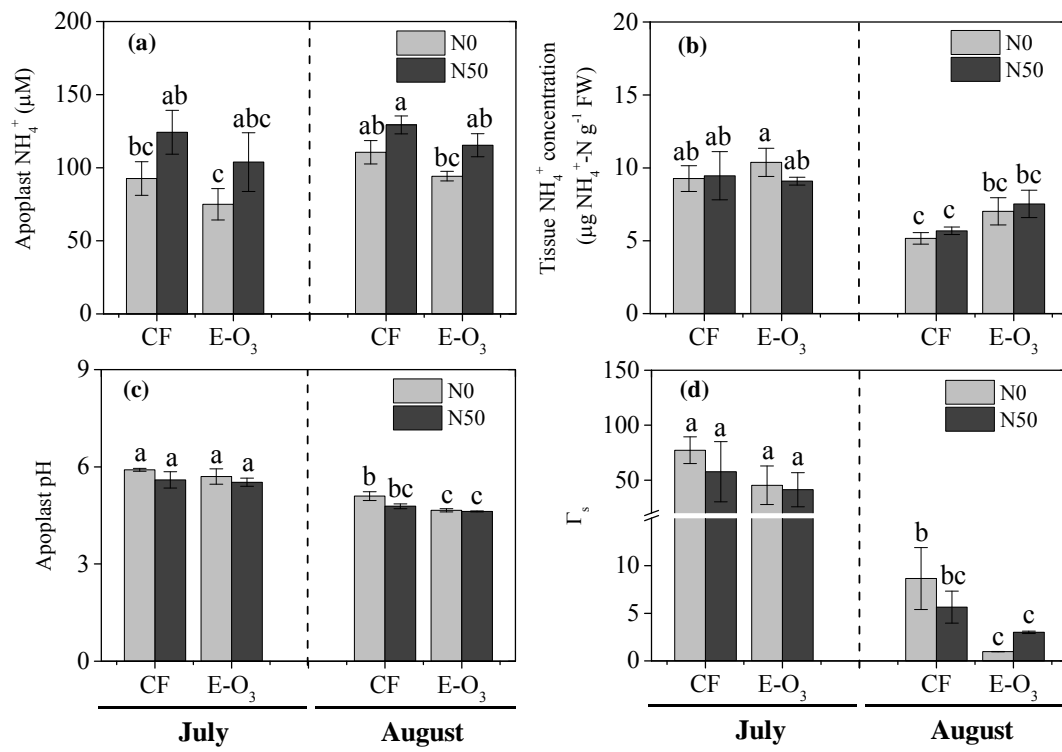 (a)
N0
N50
Apoplast NH₄⁺ (μM)
200
150
100
50
0
bc
ab
c
abc
ab
a
bc
ab
CF
E-O₃
CF
E-O₃
(b)
N0
N50
Tissue NH₄⁺ concentration
(μg NH₄⁺-N g⁻¹ FW)
20
15
10
5
0
ab
ab
a
ab
c
c
bc
bc
CF
E-O₃
CF
E-O₃
(c)
N0
N50
Apoplast pH
9
6
3
0
a
a
a
a
b
bc
c
c
CF
E-O₃
CF
E-O₃
July
August
(d)
N0
N50
Γₛ
150
100
50
10
5
0
a
a
a
a
b
bc
c
c
CF
E-O₃
CF
E-O₃
July
August